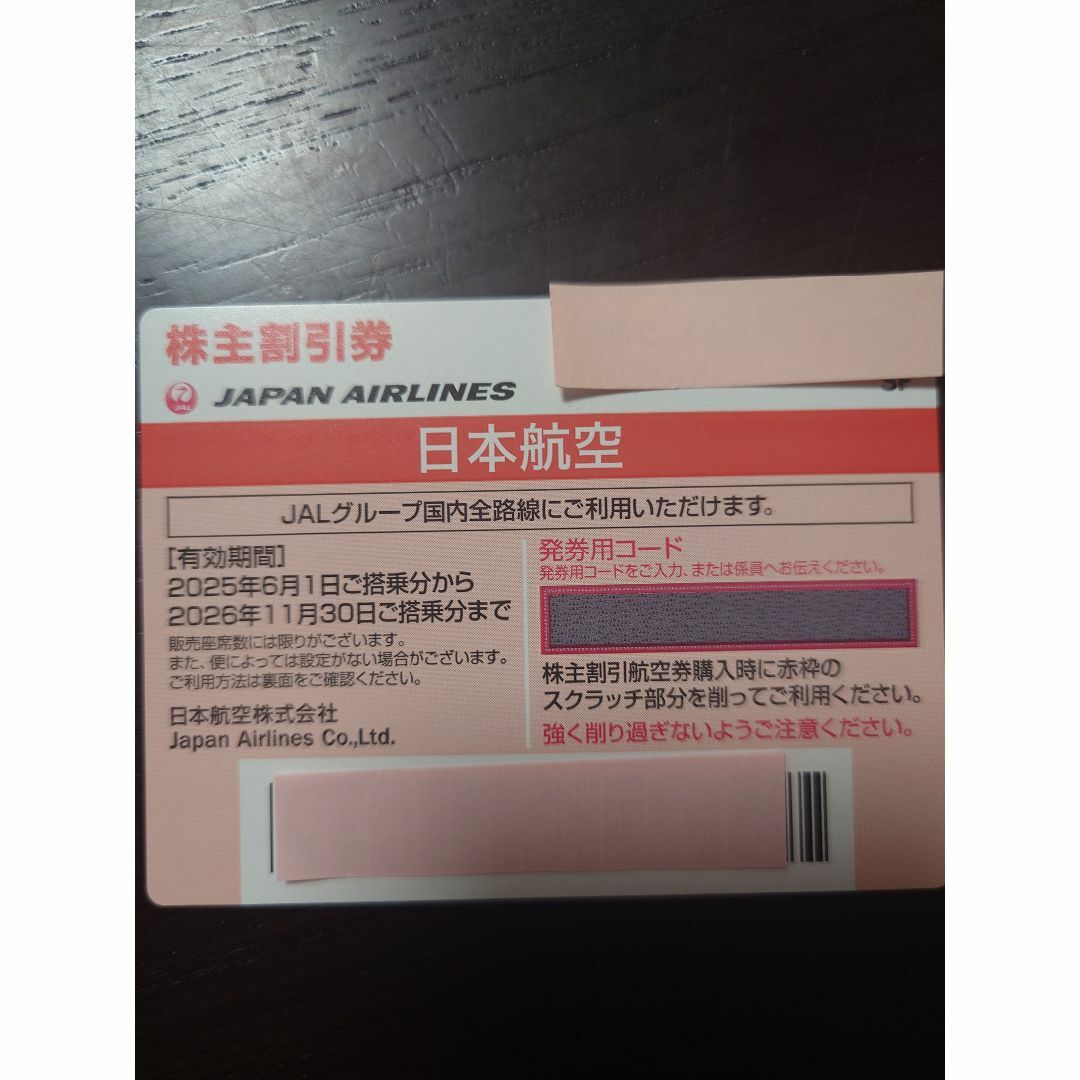 株主割引券
JAL JAPAN AIRLINES
SF
日本航空
JALグループ国内全路線にご利用いただけます。
[有効期間]
2025年6月1日ご搭乗分から
2026年11月30日ご搭乗分まで
販売座席数には限りがございます。
また、便によっては設定がない場合がございます。
ご利用方法は裏面をご確認ください。
日本航空株式会社
Japan Airlines Co.,Ltd.
発券用コード
発券用コードをご入力、または係員へお伝えください。
株主割引航空券購入時に赤枠の
スクラッチ部分を削ってご利用ください。
強く削り過ぎないようご注意ください。